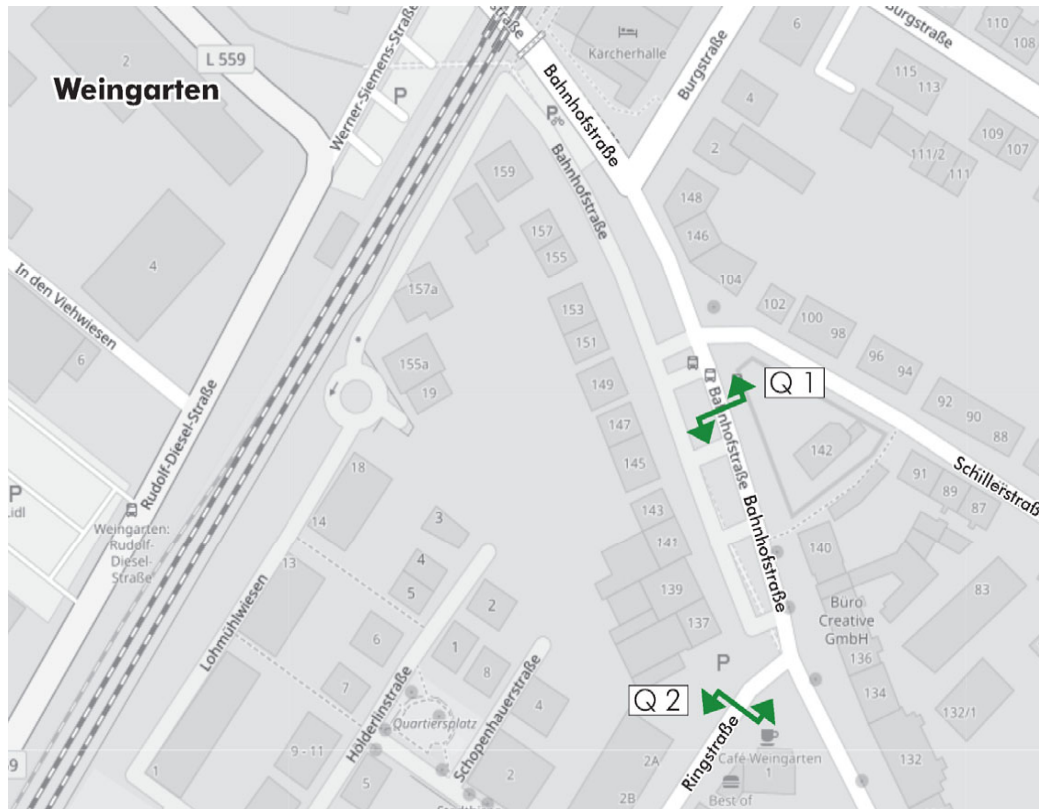 Weingarten
L 559
2
Werner-Siemens-Straße
P
straße
Karcherhalle
Bahnhofstraße
P
Bahnhofstraße
Burgstraße
Burgstraße
6
110
108
115
113
4
2
111/2
111
109
107
159
157
155
157a
155a
19
153
151
149
147
145
143
141
139
137
148
146
104
102
100
98
96
94
92
90
88
4
In den Viehwiesen
6
Rudolf-Diesel-Straße
P
Lidl
Weingarten:
Rudolf-
Diesel-
Straße
Q 1
Bahnhofstraße
Bahnhofstraße
142
Schillerstraße
91
89
87
18
14
13
3
4
5
2
1
8
6
7
4
Lohmühlwiesen
Hölderlinstraße
Schopenhauerstraße
Quartiersplatz
9 - 11
1
5
2
140
83
Büro
Creative
GmbH
136
134
132/1
132
P
Q 2
Ringstraße
Café Weingarten
2A
2B
1
Best of